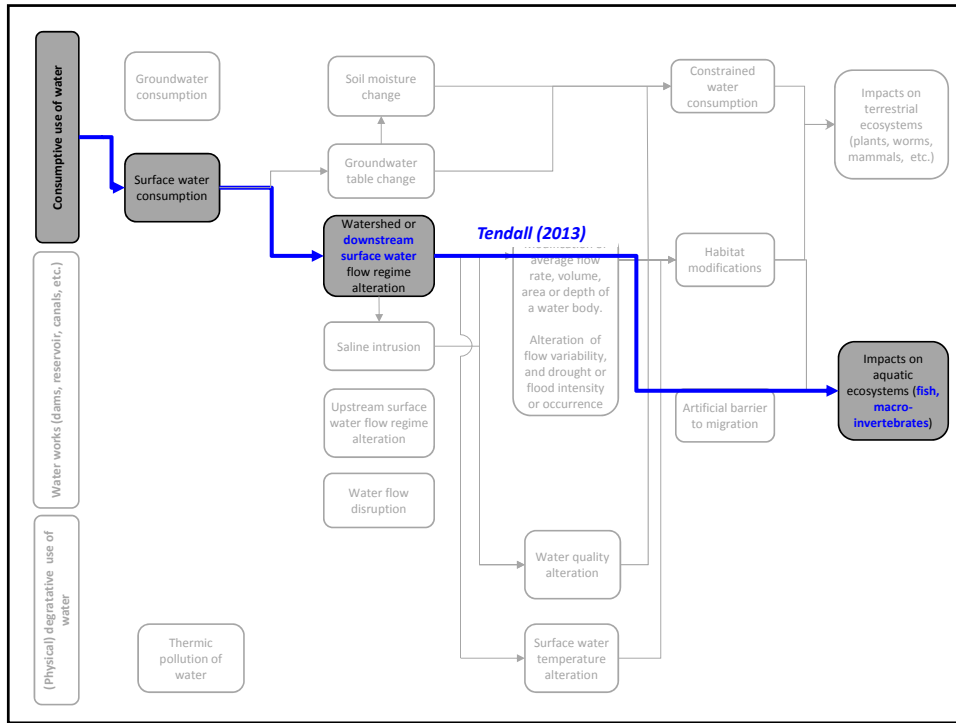 Consumptive use of water
Groundwater
consumption
Surface water
consumption
Soil moisture
change
Groundwater
table change
Watershed or
downstream
surface water
flow regime
alteration
Saline intrusion
Upstream surface
water flow regime
alteration
Water flow
disruption
Tendall (2013)
average flow
rate, volume,
area or depth of
a water body.
Alteration of
flow variability,
and drought or
flood intensity
or occurrence
Constrained
water
consumption
Habitat
modifications
Artificial barrier
to migration
Impacts on
terrestrial
ecosystems
(plants, worms,
mammals, etc.)
Impacts on
aquatic
ecosystems (fish,
macro-
invertebrates)
Water works (dams, reservoir, canals, etc.)
(Physical) degratative use of
water
Thermic
pollution of
water
Water quality
alteration
Surface water
temperature
alteration